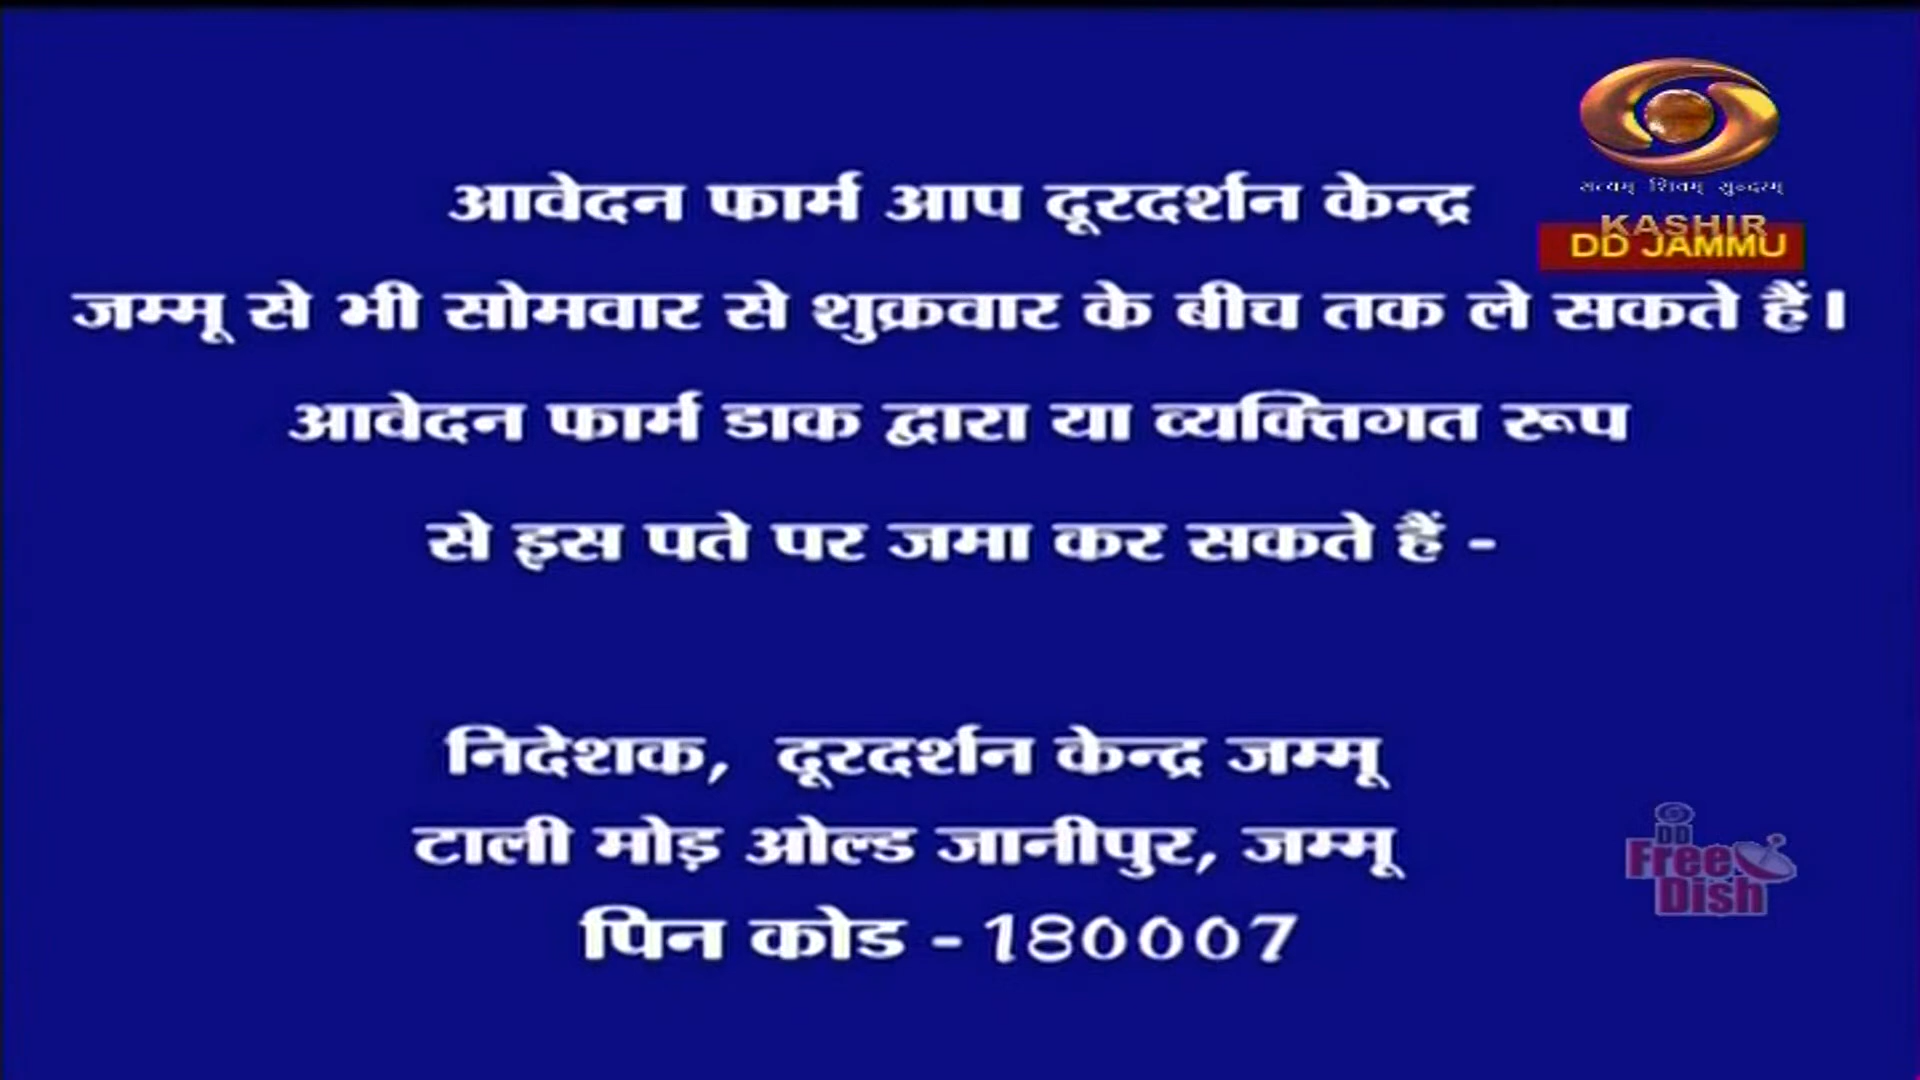 सत्यम् शिवम् सुन्दरम्
KASHIR
DD JAMMU
आवेदन फार्म आप दूरदर्शन केन्द्र
जम्मू से भी सोमवार से शुक्रवार के बीच तक ले सकते हैं।
आवेदन फार्म डाक द्वारा या व्यक्तिगत रूप
से इस पते पर जमा कर सकते हैं -
निदेशक, दूरदर्शन केन्द्र जम्मू
टाली मोड़ ओल्ड जानीपुर, जम्मू
पिन कोड - 180007
DD
Free
Dish